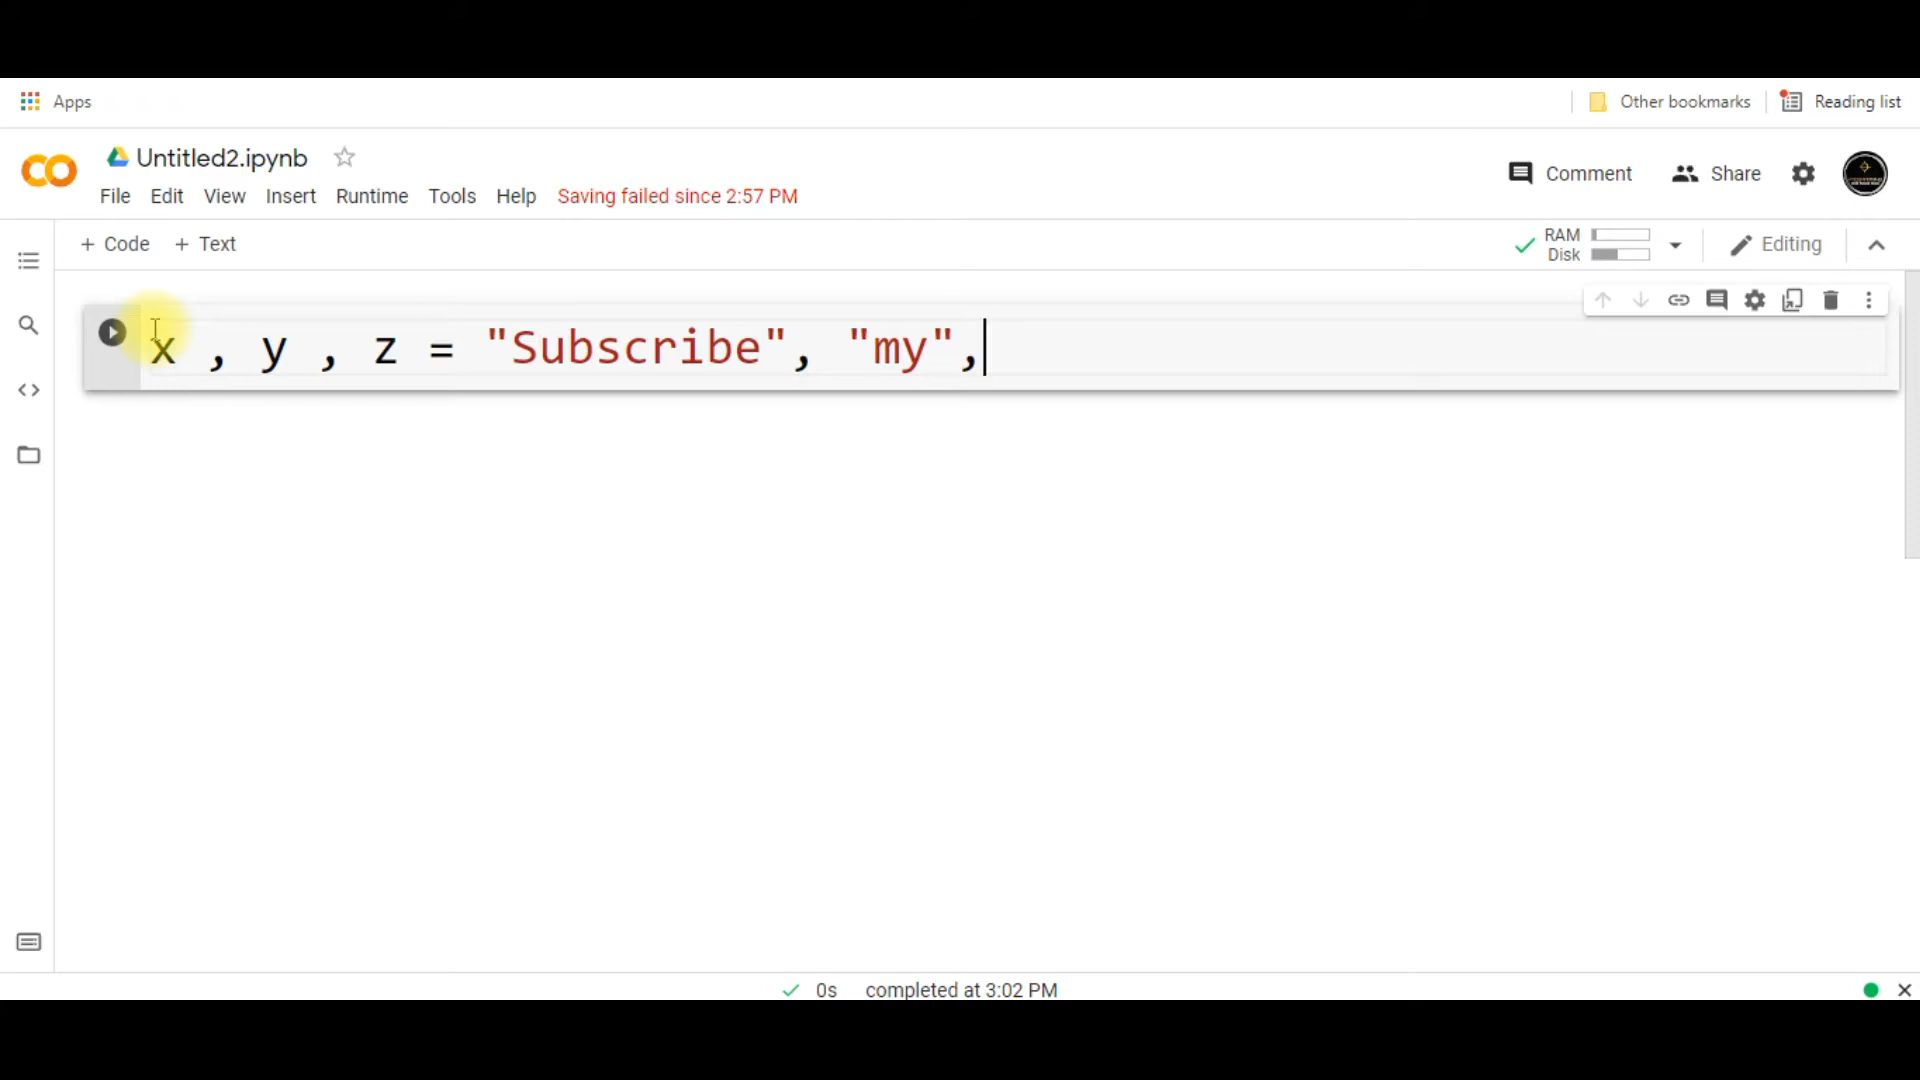 Apps
Other bookmarks
Reading list
Untitled2.ipynb
Comment
Share
File Edit View Insert Runtime Tools Help Saving failed since 2:57 PM
+ Code + Text
RAM
Disk
Editing
x , y , z = "Subscribe", "my",
0s completed at 3:02 PM